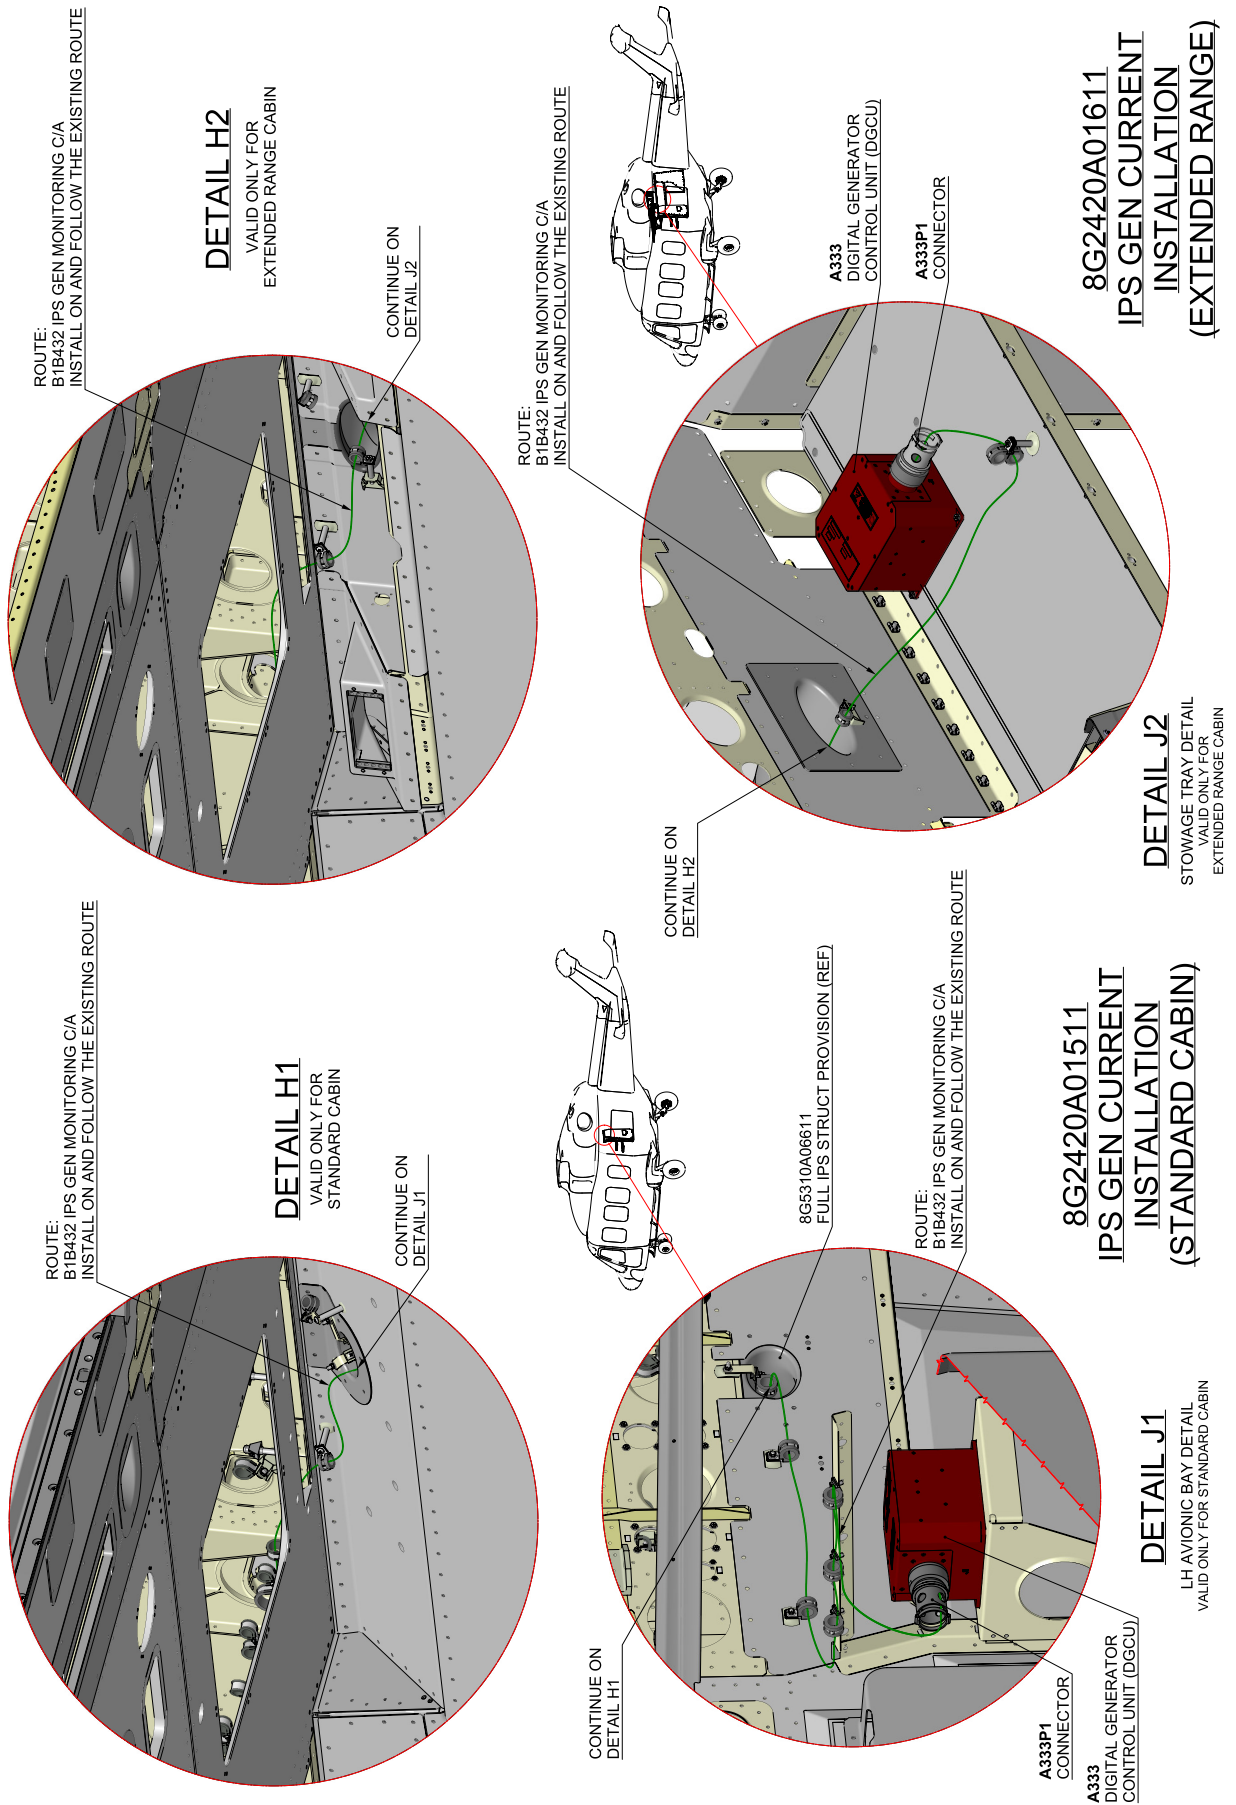 ROUTE:
B1B432 IPS GEN MONITORING C/A
INSTALL ON AND FOLLOW THE EXISTING ROUTE
DETAIL H1
VALID ONLY FOR
STANDARD CABIN
CONTINUE ON
DETAIL J1
ROUTE:
B1B432 IPS GEN MONITORING C/A
INSTALL ON AND FOLLOW THE EXISTING ROUTE
DETAIL H2
VALID ONLY FOR
EXTENDED RANGE CABIN
CONTINUE ON
DETAIL J2
CONTINUE ON
DETAIL H1
8G5310A06611
FULL IPS STRUCT PROVISION (REF)
ROUTE:
B1B432 IPS GEN MONITORING C/A
INSTALL ON AND FOLLOW THE EXISTING ROUTE
A333P1
CONNECTOR
A333
DIGITAL GENERATOR
CONTROL UNIT (DGCU)
DETAIL J1
LH AVIONIC BAY DETAIL
VALID ONLY FOR STANDARD CABIN
8G2420A01511
IPS GEN CURRENT
INSTALLATION
(STANDARD CABIN)
ROUTE:
B1B432 IPS GEN MONITORING C/A
INSTALL ON AND FOLLOW THE EXISTING ROUTE
CONTINUE ON
DETAIL H2
A333
DIGITAL GENERATOR
CONTROL UNIT (DGCU)
A333P1
CONNECTOR
DETAIL J2
STOWAGE TRAY DETAIL
VALID ONLY FOR
EXTENDED RANGE CABIN
8G2420A01611
IPS GEN CURRENT
INSTALLATION
(EXTENDED RANGE)